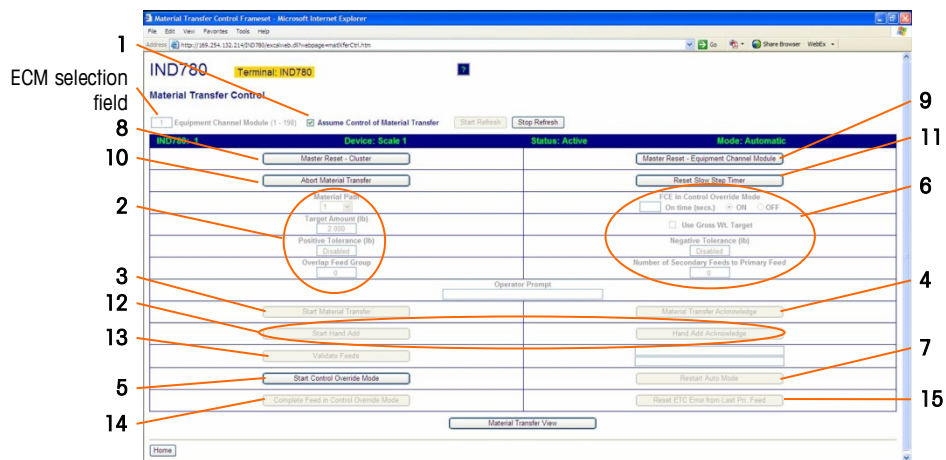 Material Transfer Control Frameset - Microsoft Internet Explorer
File Edit View Favorites Tools Help
Address http://169.254.132.214/IND780/excalweb.dll?webpage=matlXferCtrl.htm Go Share Browser WebEx
1
IND780 Terminal: IND780 ?
ECM selection
field
Material Transfer Control
1 Equipment Channel Module (1 - 198) Assume Control of Material Transfer Start Refresh Stop Refresh
9
IND780: 1 Device: Scale 1 Status: Active Mode: Automatic
8 Master Reset - Cluster Master Reset - Equipment Channel Module
11
10 Abort Material Transfer Reset Slow Step Timer
6
2
Material Path FCE in Control Override Mode
1 On time (secs.) ON OFF
Target Amount (lb)
2.000 Use Gross Wt. Target
Positive Tolerance (lb) Negative Tolerance (lb)
Disabled Disabled
Overlap Feed Group Number of Secondary Feeds to Primary Feed
0 0
3 4
Operator Prompt
12
Start Material Transfer Material Transfer Acknowledge
Start Hand Add Hand Add Acknowledge
13 Validate Feeds 7
5 Start Control Override Mode Restart Auto Mode
14 Complete Feed in Control Override Mode Reset ETC Error from Last Pri. Feed 15
Material Transfer View
Home